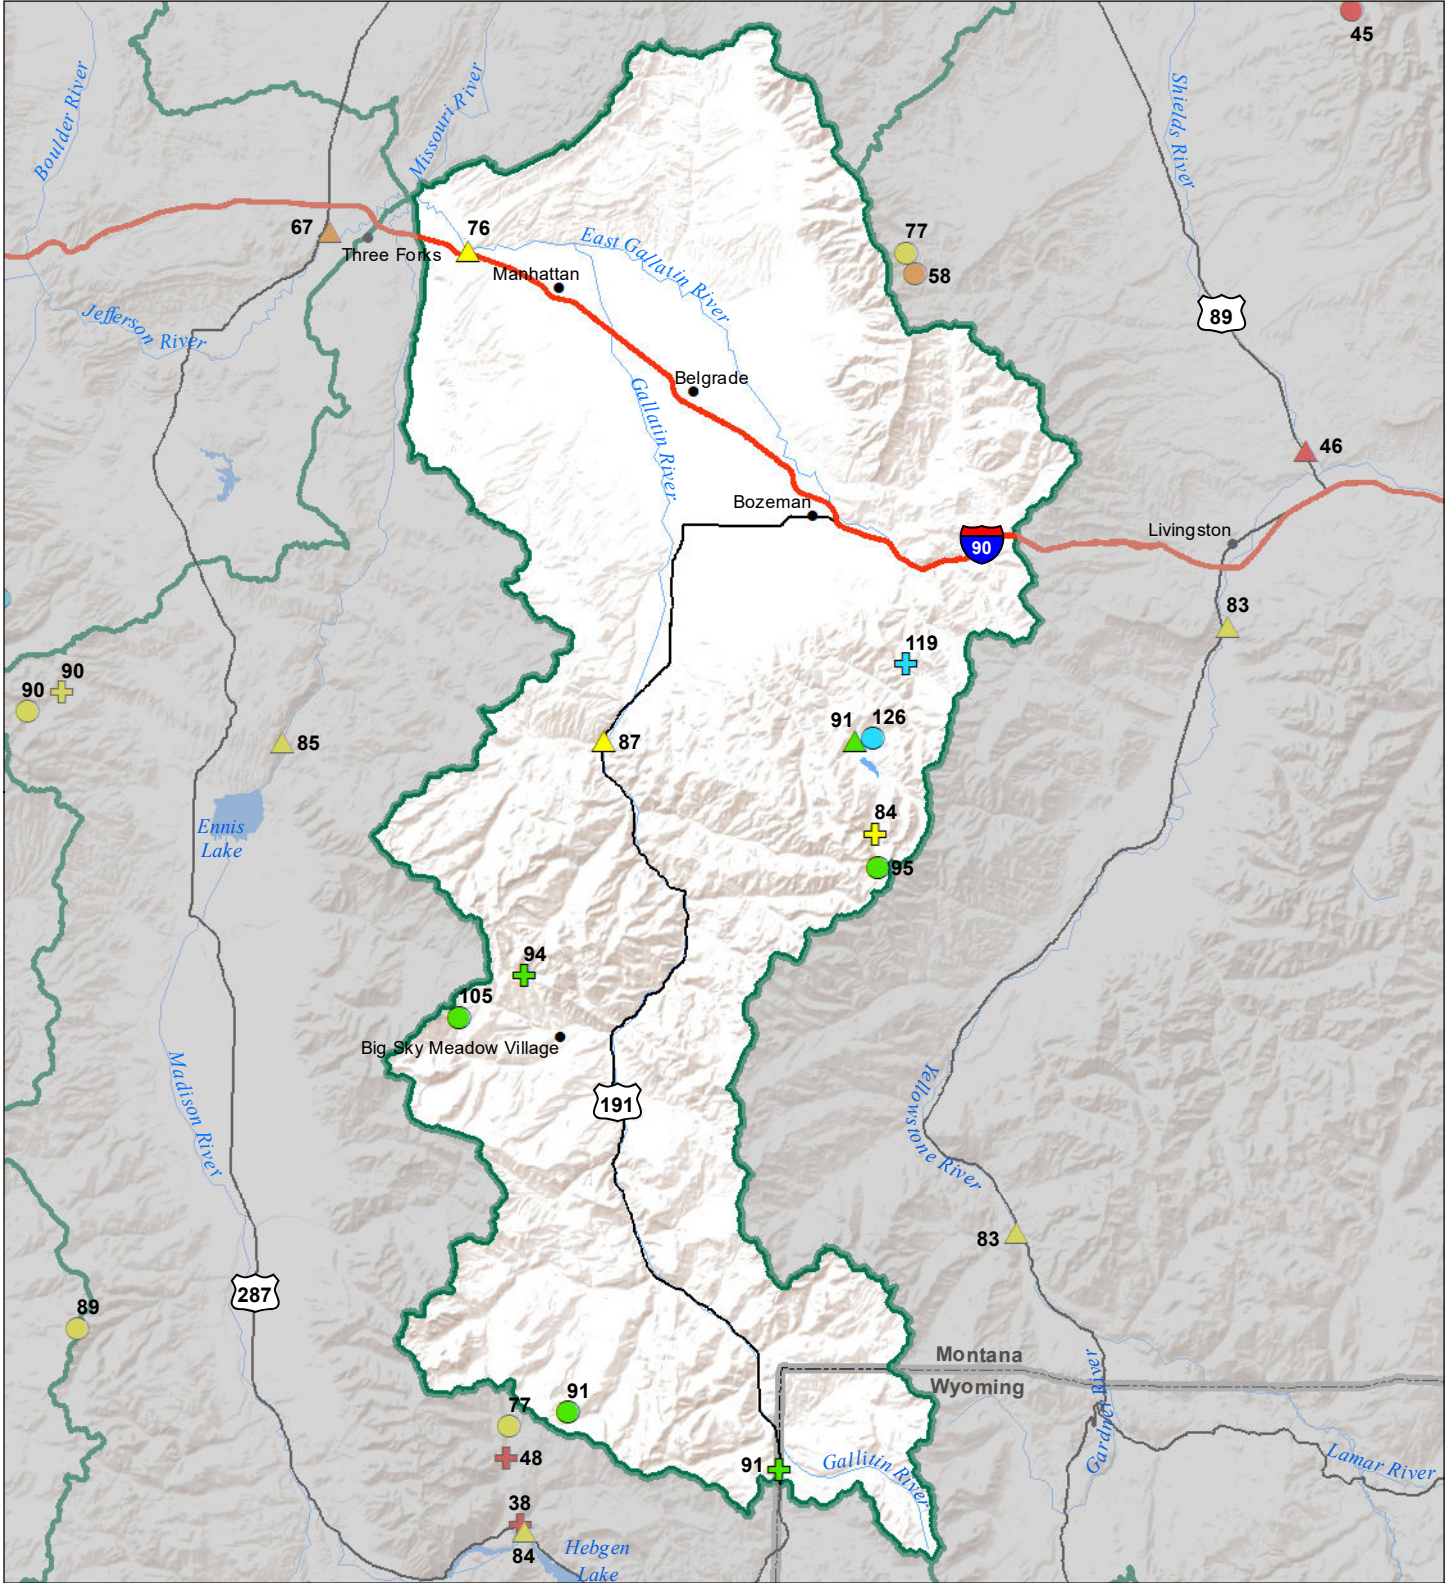 45
Boulder River
Missouri River
Shields River
67
Three Forks
76
Manhattan
East Gallatin River
77
58
89
Jefferson River
Belgrade
Gallatin River
46
Bozeman
90
Livingston
83
119
90
90
91
126
85
87
84
95
Ennis
Lake
94
105
Big Sky Meadow Village
Madison River
191
Yellowstone River
83
287
89
Montana
Wyoming
Gardner River
77
91
48
91
Gallitin River
Lamar River
38
84
Hebgen
Lake